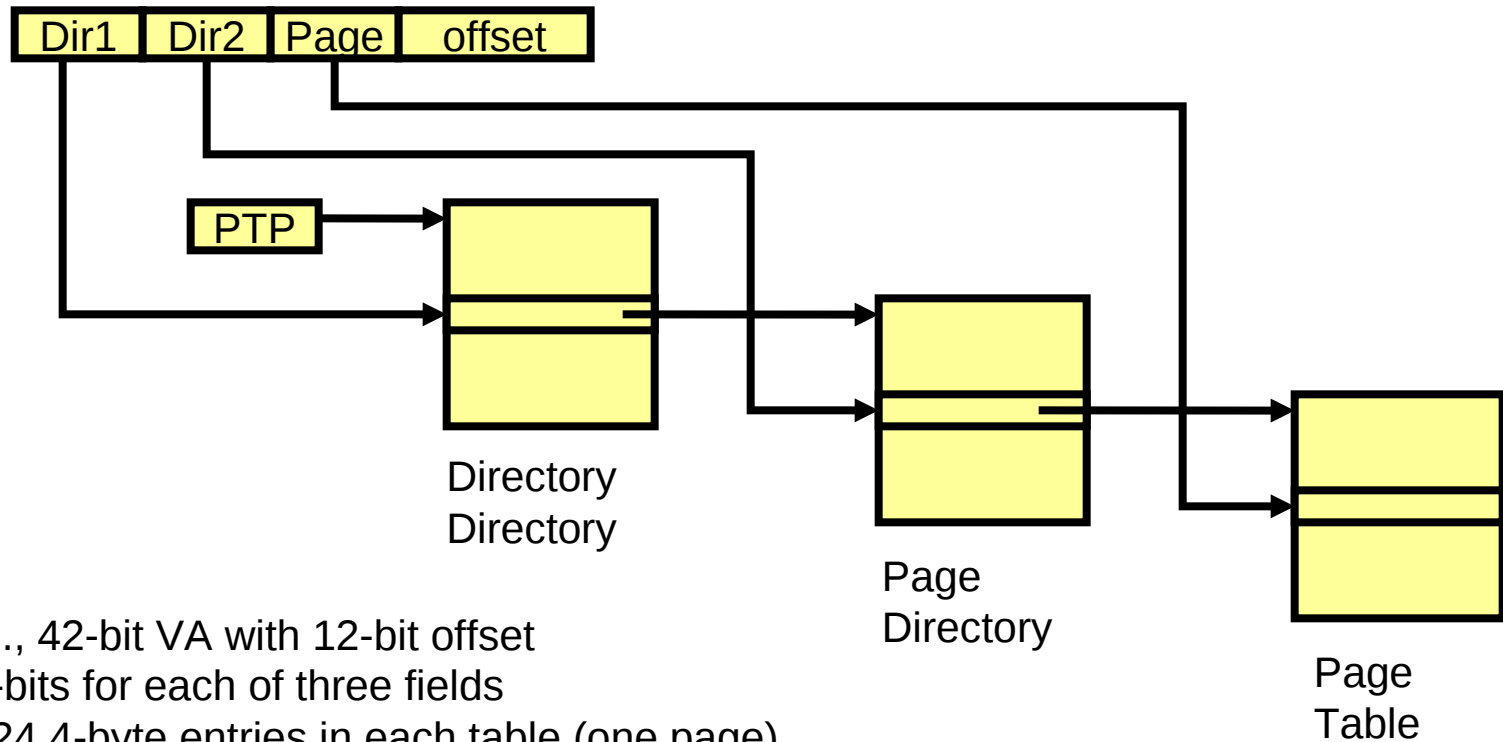 Dir1 Dir2 Page offset
PTP
Directory
Directory
Page
Directory
Page
Table
., 42-bit VA with 12-bit offset
-bits for each of three fields
24 4-byte entries in each table (one page)